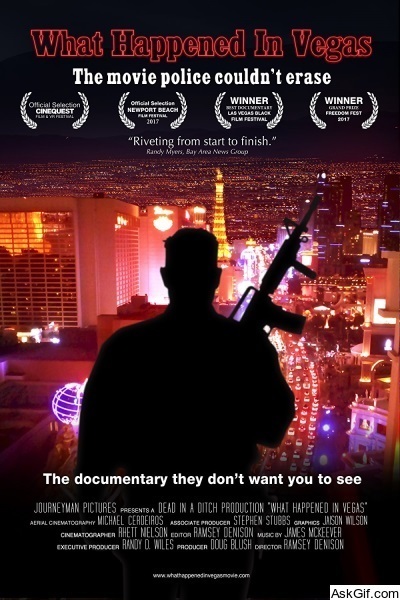 What Happened In Vegas
The movie police couldn't erase
Official Selection
CINEQUEST
FILM & VR FESTIVAL
Official Selection
NEWPORT BEACH
FILM FESTIVAL
2017
WINNER
BEST DOCUMENTARY
LAS VEGAS BLACK
FILM FESTIVAL
WINNER
GRAND PRIZE
FREEDOM FEST
2017
"Riveting from start to finish."
Randy Myers, Bay Area News Group
The documentary they don't want you to see
JOURNEYMAN PICTURES PRESENTS A DEAD IN A DITCH PRODUCTION "WHAT HAPPENED IN VEGAS"
AERIAL CINEMATOGRAPHY MICHAEL CERDEIROS ASSOCIATE PRODUCER STEPHEN STUBBS GRAPHICS JAISON WILSON
CINEMATOGRAPHER RHETT NIELSON EDITOR RAMSEY DENISON MUSIC BY JAMES MCKEEVER
EXECUTIVE PRODUCER RANDY D. WILES PRODUCER DOUG BLUSH DIRECTOR RAMSEY DENISON
www.whathappenedinvegasmovie.com
AskGif.com